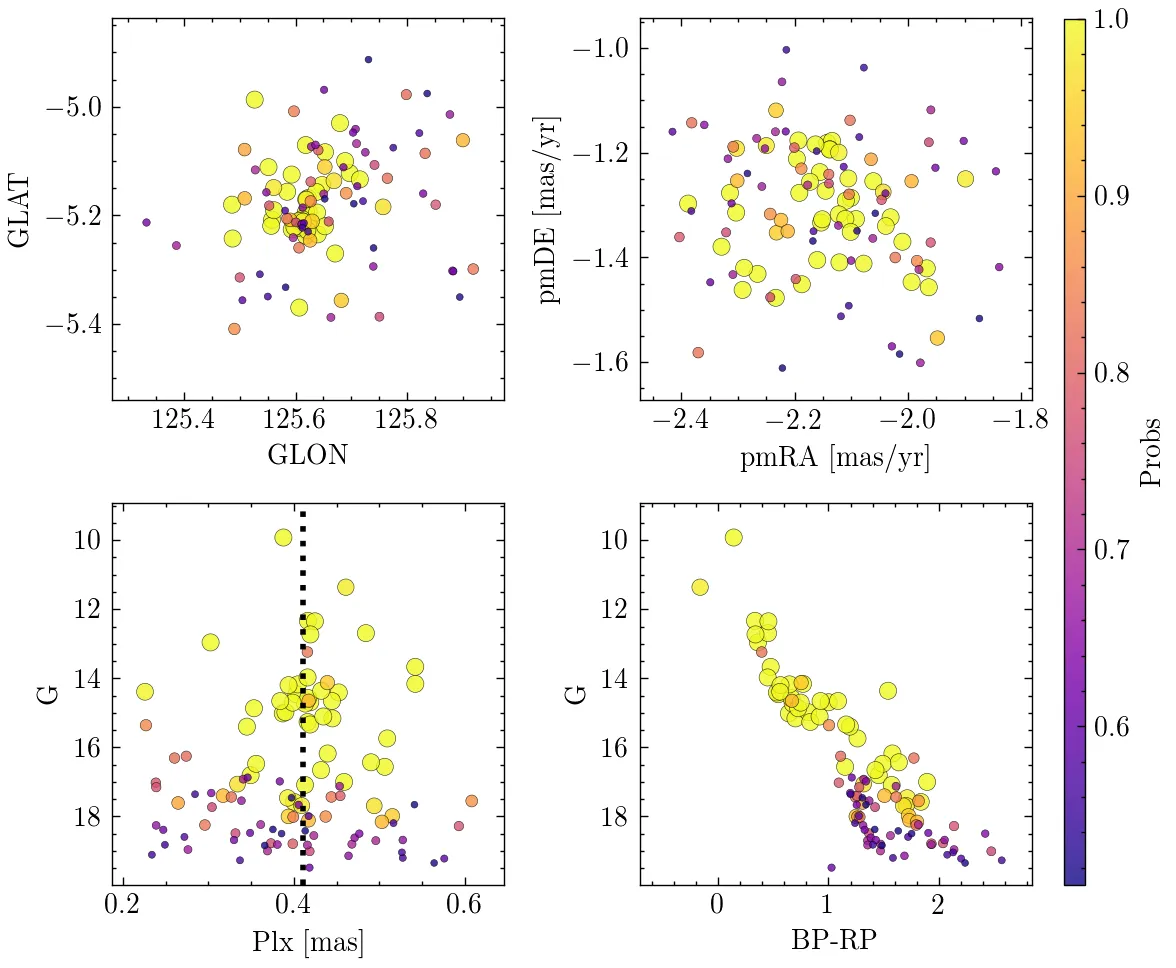 −5.0
−5.2
−5.4
GLAT
125.4 125.6 125.8
GLON
−1.0
−1.2
−1.4
−1.6
pmDE [mas/yr]
−2.4 −2.2 −2.0 −1.8
pmRA [mas/yr]
1.0
0.9
0.8
0.7
0.6
Probs
10
12
14
16
18
G
0.2 0.4 0.6
Plx [mas]
10
12
14
16
18
G
0 1 2
BP-RP